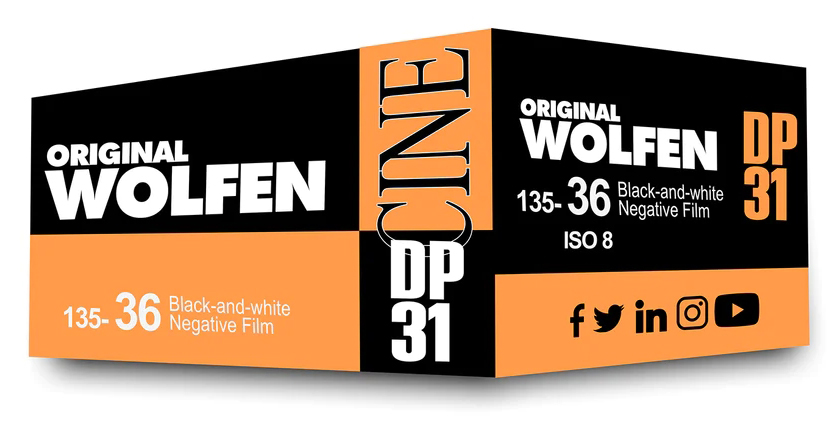 ORIGINAL
WOLFEN
135-36 Black-and-white
Negative Film
CINE
DP
31
ORIGINAL
WOLFEN
135-36 Black-and-white
Negative Film
ISO 8
DP
31